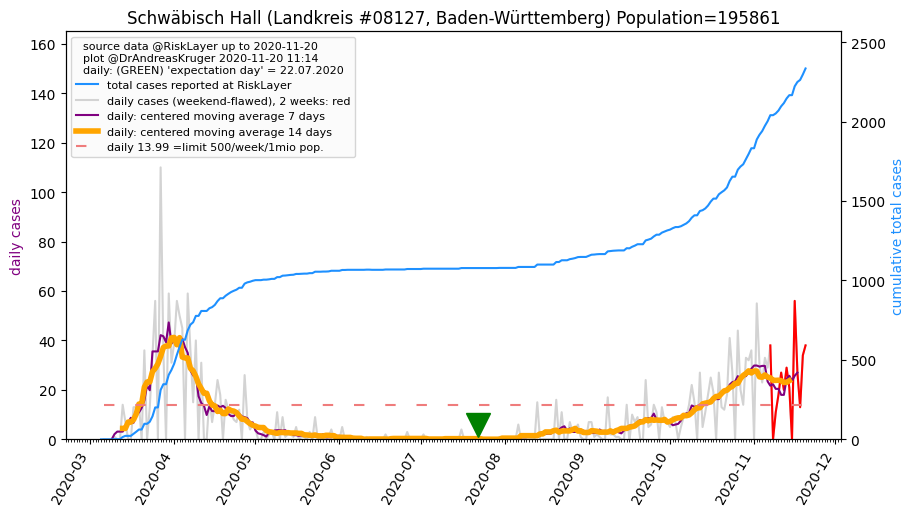 Schwäbisch Hall (Landkreis #08127, Baden-Württemberg) Population=195861
source data @RiskLayer up to 2020-11-20
plot @DrAndreasKruger 2020-11-20 11:14
daily: (GREEN) 'expectation day' = 22.07.2020
total cases reported at RiskLayer
daily cases (weekend-flawed), 2 weeks: red
daily: centered moving average 7 days
daily: centered moving average 14 days
daily 13.99 =limit 500/week/1mio pop.
daily cases
160
140
120
100
80
60
40
20
0
cumulative total cases
2500
2000
1500
1000
500
0
2020-03
2020-04
2020-05
2020-06
2020-07
2020-08
2020-09
2020-10
2020-11
2020-12